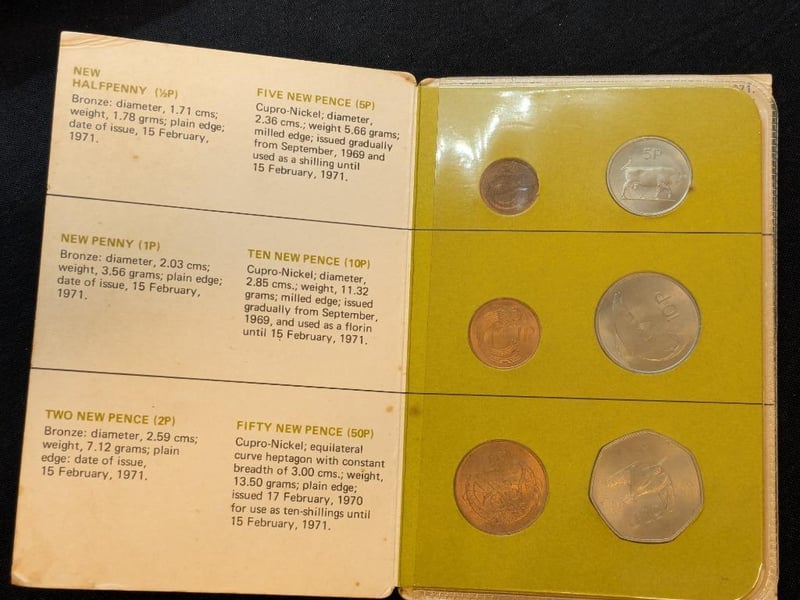 NEW
HALFPENNY (½P)
Bronze: diameter, 1.71 cms;
weight, 1.78 grms; plain edge;
date of issue, 15 February,
1971.
FIVE NEW PENCE (5P)
Cupro-Nickel; diameter,
2.36 cms.; weight 5.66 grams;
milled edge; issued gradually
from September, 1969 and
used as a shilling until
15 February, 1971.
NEW PENNY (1P)
Bronze: diameter, 2.03 cms;
weight, 3.56 grams; plain edge;
date of issue, 15 February,
1971.
TEN NEW PENCE (10P)
Cupro-Nickel; diameter,
2.85 cms.; weight, 11.32
grams; milled edge; issued
gradually from September,
1969, and used as a florin
until 15 February, 1971.
TWO NEW PENCE (2P)
Bronze: diameter, 2.59 cms;
weight, 7.12 grams; plain
edge: date of issue,
15 February, 1971.
FIFTY NEW PENCE (50P)
Cupro-Nickel; equilateral
curve heptagon with constant
breadth of 3.00 cms.; weight,
13.50 grams; plain edge;
issued 17 February, 1970
for use as ten-shillings until
15 February, 1971.
5P
10P